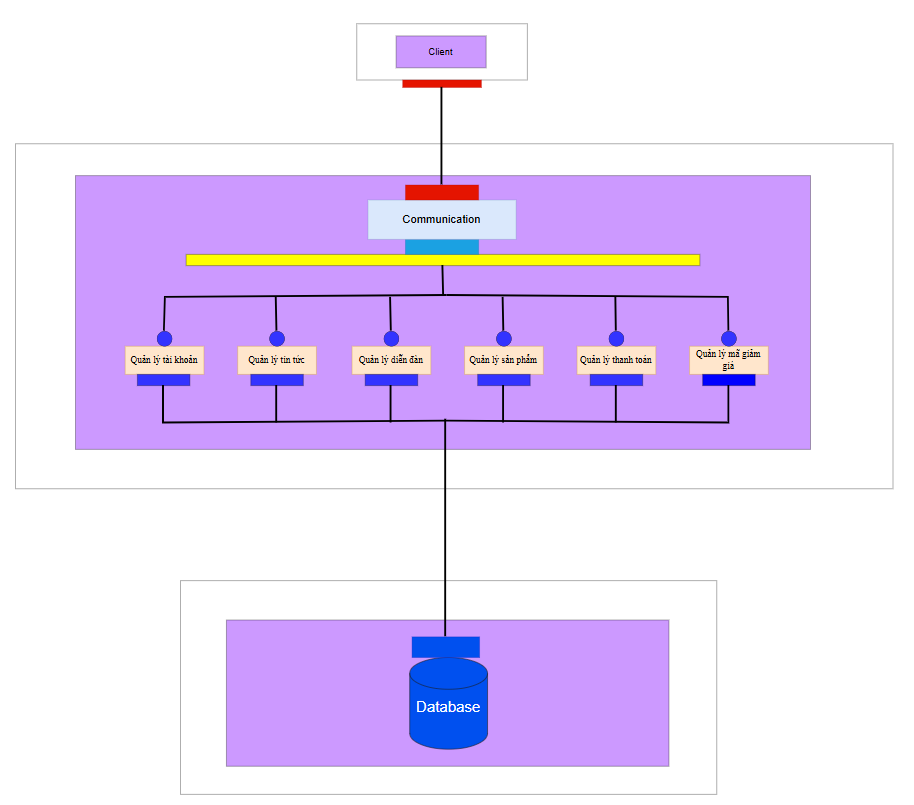 Client
Communication
Quản lý tài khoản
Quản lý tin tức
Quản lý diễn đàn
Quản lý sản phẩm
Quản lý thanh toán
Quản lý mã giảm
giá
Database